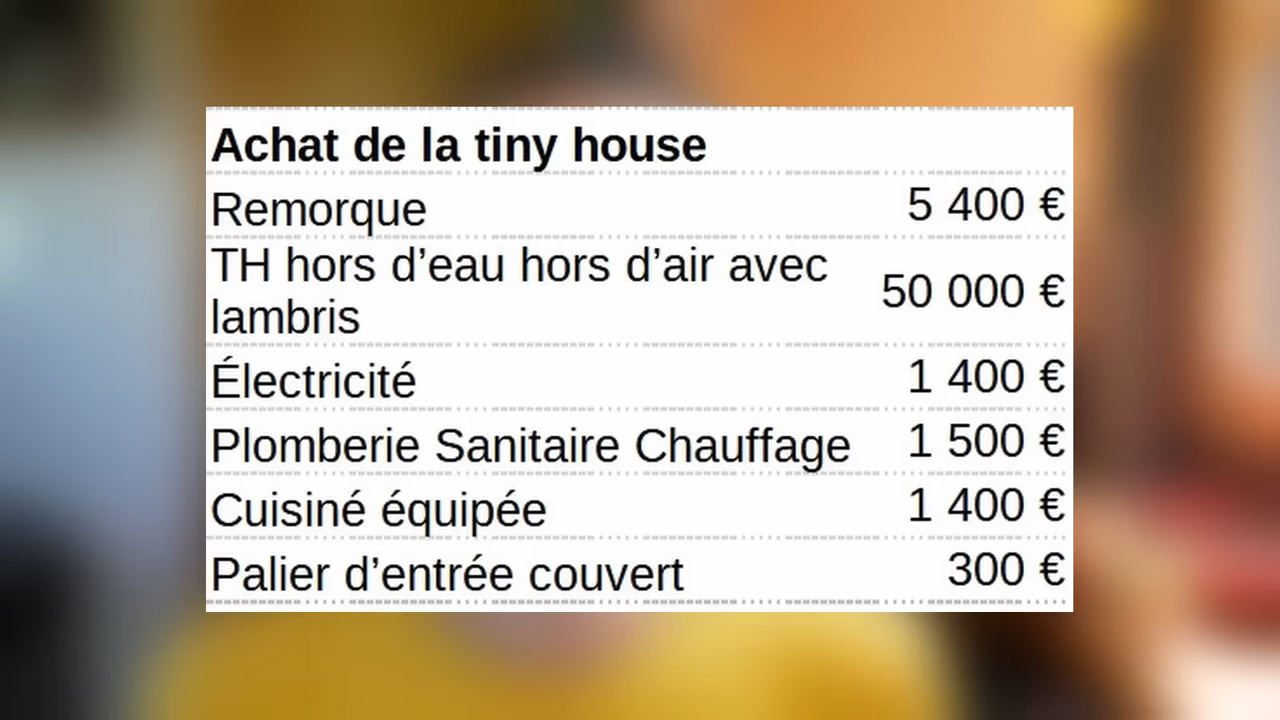 Achat de la tiny house
Remorque 5 400 €
TH hors d’eau hors d’air avec
lambris 50 000 €
Électricité 1 400 €
Plomberie Sanitaire Chauffage 1 500 €
Cuisiné équipée 1 400 €
Palier d’entrée couvert 300 €